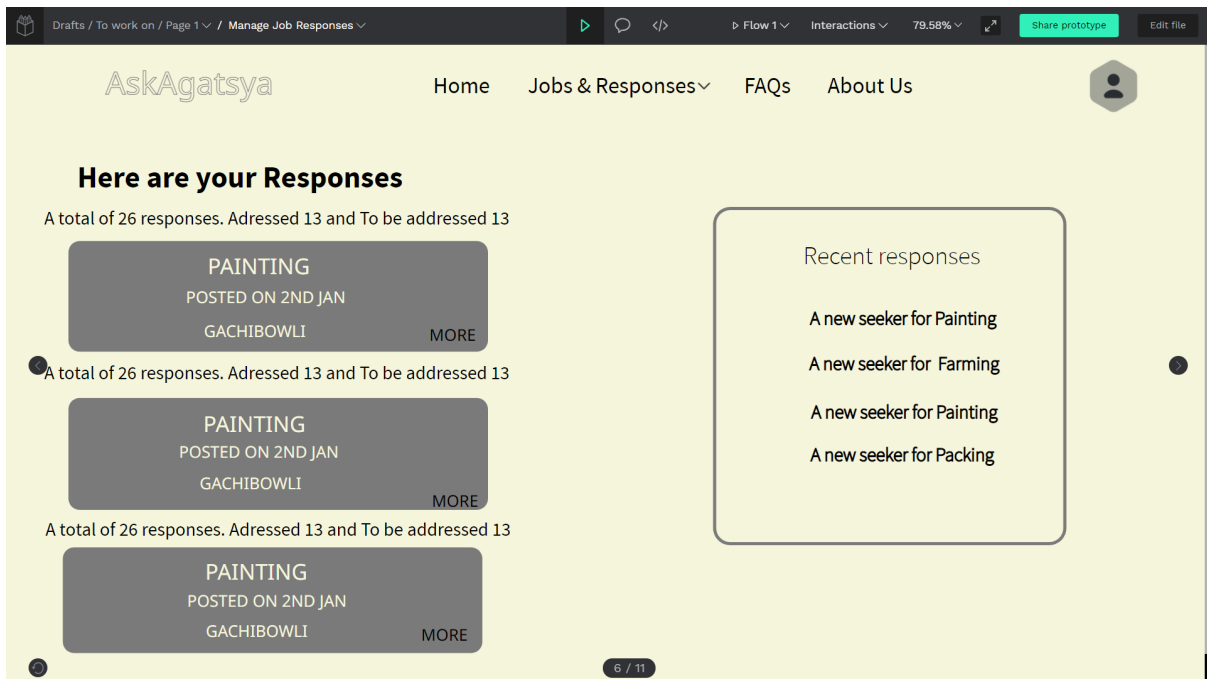 Drafts / To work on / Page 1 / Manage Job Responses
Flow 1
Interactions
79.58%
Share prototype
Edit file
AskAgatsya
Home
Jobs & Responses
FAQs
About Us
Here are your Responses
A total of 26 responses. Adressed 13 and To be addressed 13
PAINTING
POSTED ON 2ND JAN
GACHIBOWLI
MORE
A total of 26 responses. Adressed 13 and To be addressed 13
PAINTING
POSTED ON 2ND JAN
GACHIBOWLI
MORE
A total of 26 responses. Adressed 13 and To be addressed 13
PAINTING
POSTED ON 2ND JAN
GACHIBOWLI
MORE
Recent responses
A new seeker for Painting
A new seeker for Farming
A new seeker for Painting
A new seeker for Packing
6 / 11